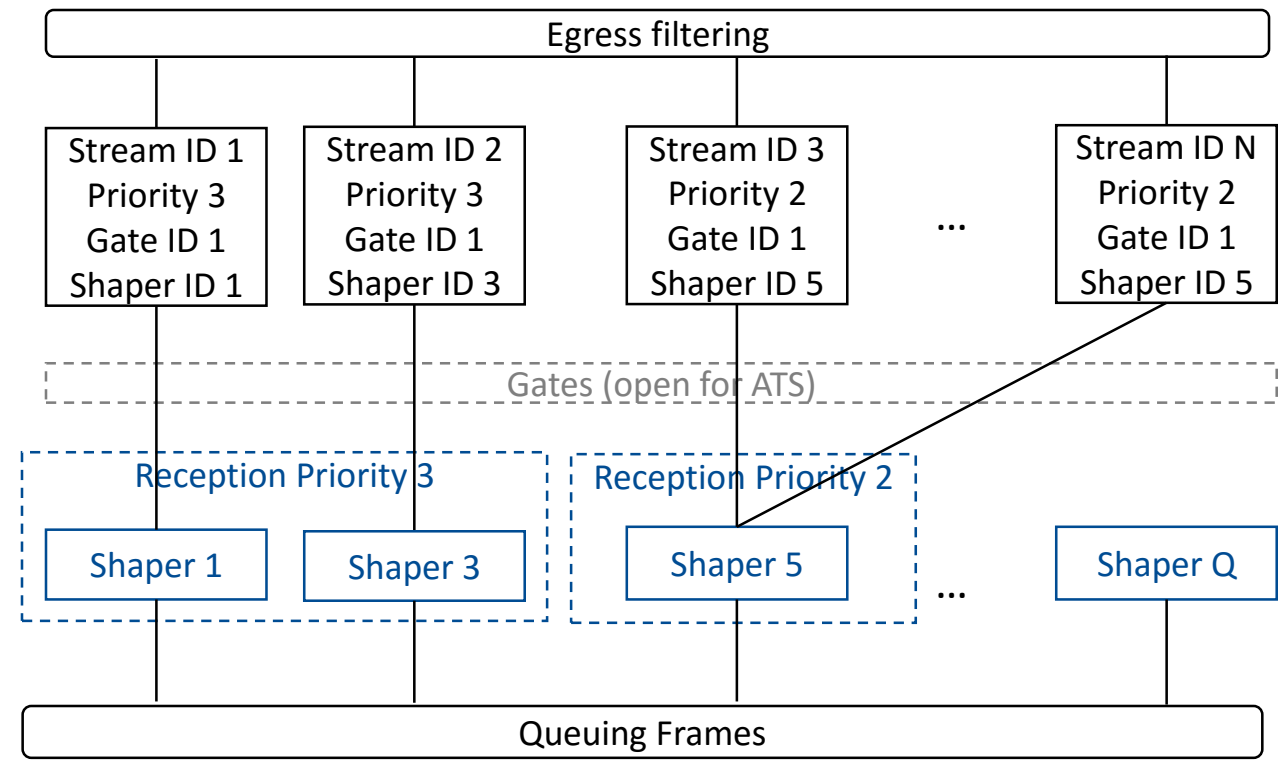 Egress filtering
Stream ID 1
Priority 3
Gate ID 1
Shaper ID 1
Stream ID 2
Priority 3
Gate ID 1
Shaper ID 3
Stream ID 3
Priority 2
Gate ID 1
Shaper ID 5
...
Stream ID N
Priority 2
Gate ID 1
Shaper ID 5
Gates (open for ATS)
Reception Priority 3
Reception Priority 2
Shaper 1
Shaper 3
Shaper 5
...
Shaper Q
Queuing Frames